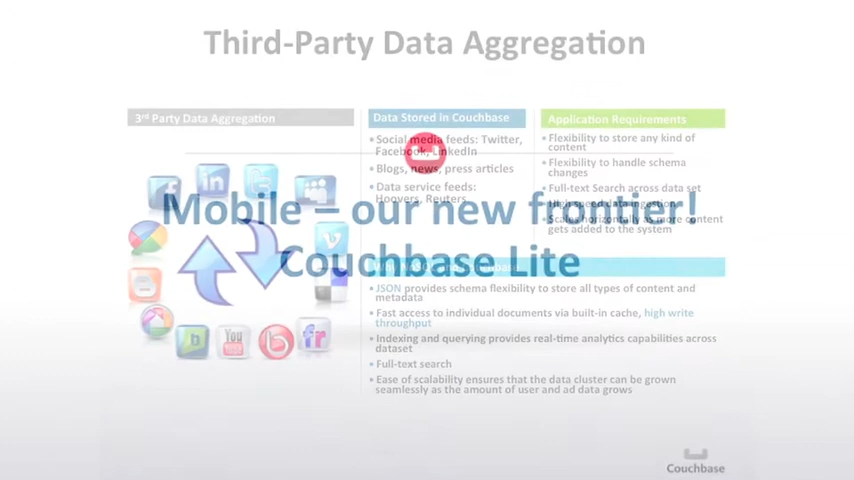 Third-Party Data Aggregation
3rd Party Data Aggregation
Data Stored in Couchbase
• Social media feeds: Twitter,
Facebook, LinkedIn
• Blogs, news, press articles
• Data service feeds:
Hoovers, Reuters
Application Requirements
• Flexibility to store any kind of
content
• Flexibility to handle schema
changes
• Full-text Search across data set
• High speed data ingestion
• Scales horizontally as more content
gets added to the system
Mobile – our new frontier!
Couchbase Lite
• JSON provides schema flexibility to store all types of content and
metadata
• Fast access to individual documents via built-in cache, high write
throughput
• Indexing and querying provides real-time analytics capabilities across
dataset
• Full-text search
• Ease of scalability ensures that the data cluster can be grown
seamlessly as the amount of user and ad data grows
You
Couchbase